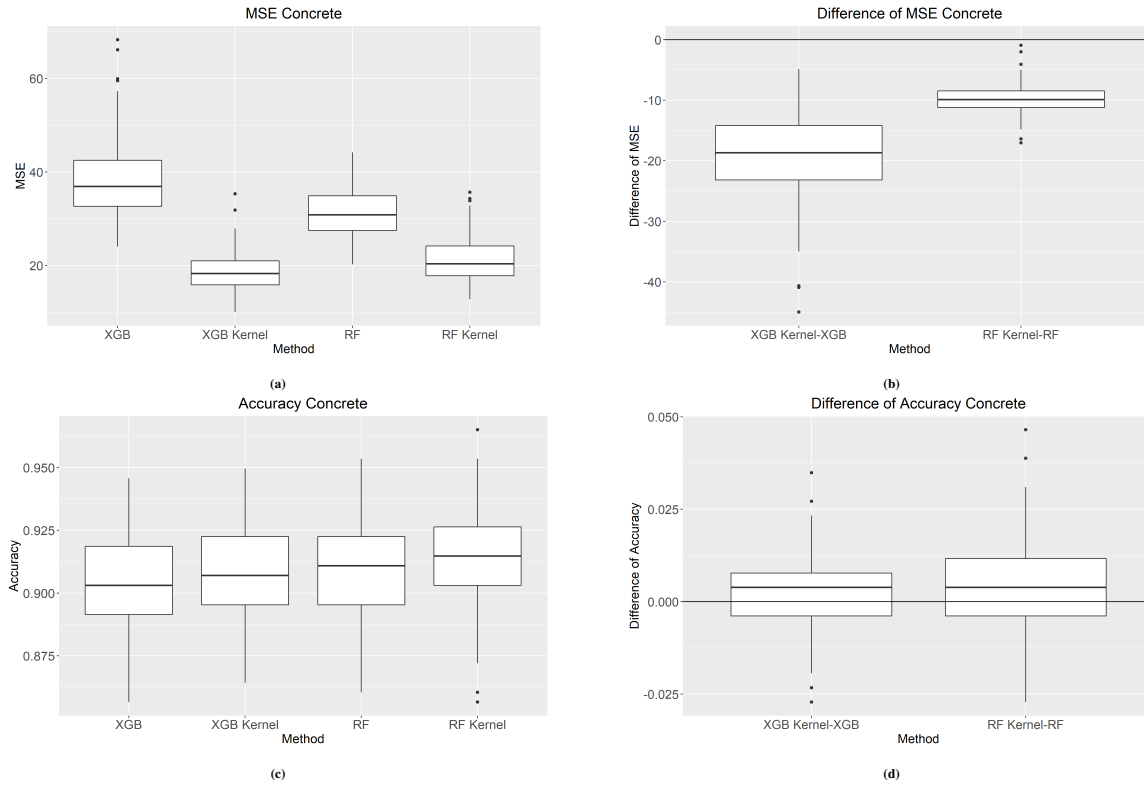 MSE Concrete
60
40
20
MSE
XGB
XGB Kernel
RF
RF Kernel
Method
(a)
Difference of MSE Concrete
0
-10
-20
-30
-40
Difference of MSE
XGB Kernel-XGB
RF Kernel-RF
Method
(b)
Accuracy Concrete
0.950
0.925
0.900
0.875
Accuracy
XGB
XGB Kernel
RF
RF Kernel
Method
(c)
Difference of Accuracy Concrete
0.050
0.025
0.000
-0.025
Difference of Accuracy
XGB Kernel-XGB
RF Kernel-RF
Method
(d)